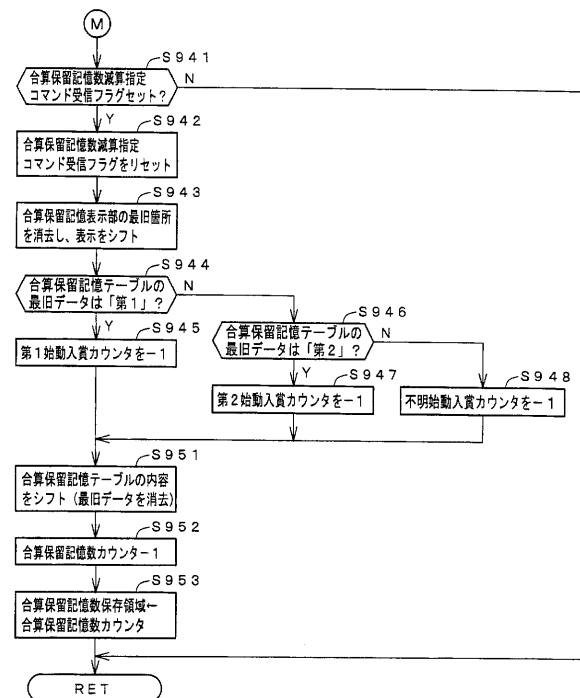 M
S941
合算保留記憶数減算指定
コマンド受信フラグセット?
N
Y
S942
合算保留記憶数減算指定
コマンド受信フラグをリセット
S943
合算保留記憶表示部の最旧箇所
を消去し、表示をシフト
S944
合算保留記憶テーブルの
最旧データは「第1」?
N
Y
S945
第1始動入賞カウンタを-1
S946
合算保留記憶テーブルの
最旧データは「第2」?
N
Y
S947
第2始動入賞カウンタを-1
S948
不明始動入賞カウンタを-1
S951
合算保留記憶テーブルの内容
をシフト(最旧データを消去)
S952
合算保留記憶数カウンタ-1
S953
合算保留記憶数保存領域←
合算保留記憶数カウンタ
RET